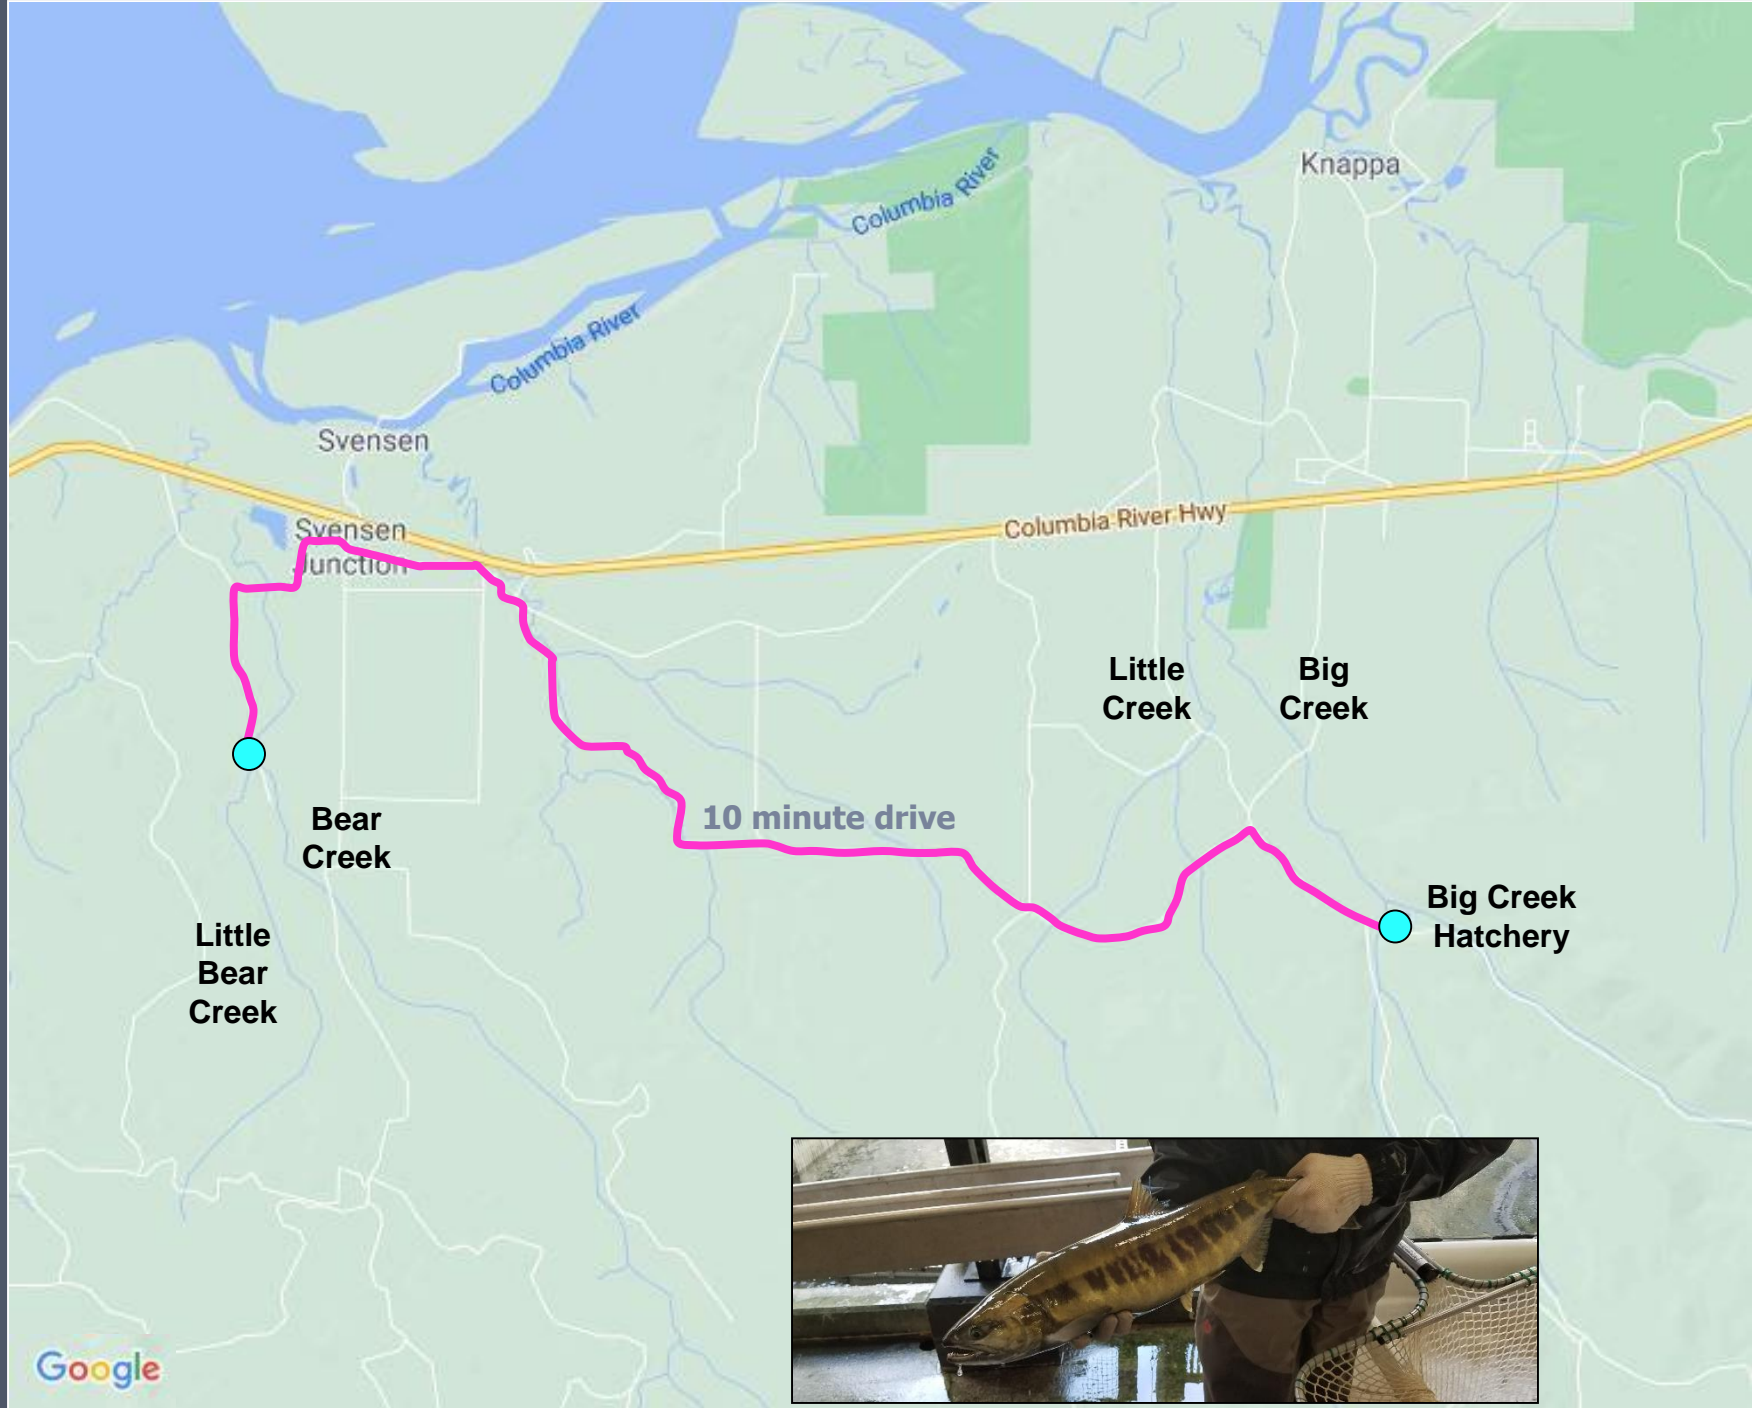 Knappa
Columbia River
Columbia River
Svensen
Svensen
Junction
Columbia River Hwy
Little
Creek
Big
Creek
10 minute drive
Bear
Creek
Big Creek
Hatchery
Little
Bear
Creek
Google